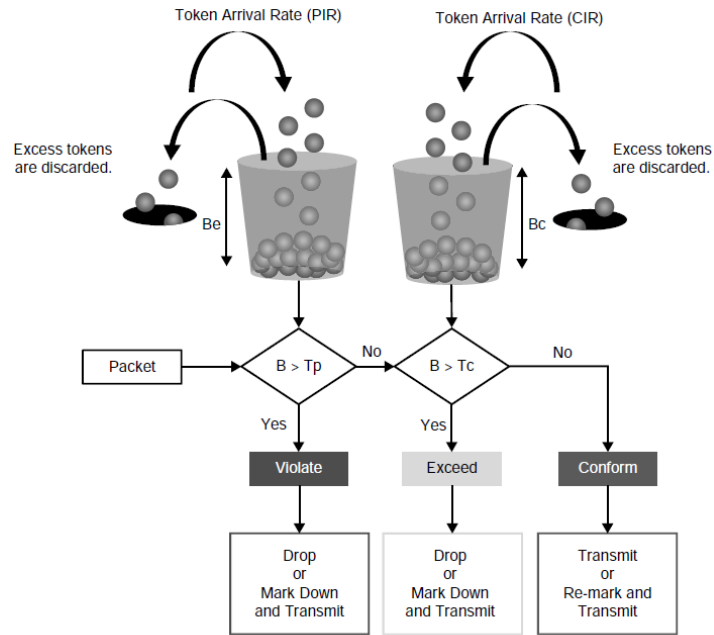 Token Arrival Rate (PIR)
Token Arrival Rate (CIR)
Excess tokens
are discarded.
Be
Bc
Excess tokens
are discarded.
Packet
B > Tp
No
B > Tc
No
Yes
Yes
Violate
Exceed
Conform
Drop
or
Mark Down
and Transmit
Drop
or
Mark Down
and Transmit
Transmit
or
Re-mark and
Transmit